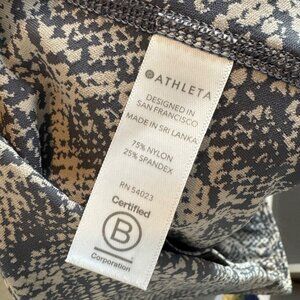 ATHLETA
DESIGNED IN
SAN FRANCISCO
MADE IN SRI LANKA
75% NYLON
25% SPANDEX
RN 54023
Certified
B
Corporation